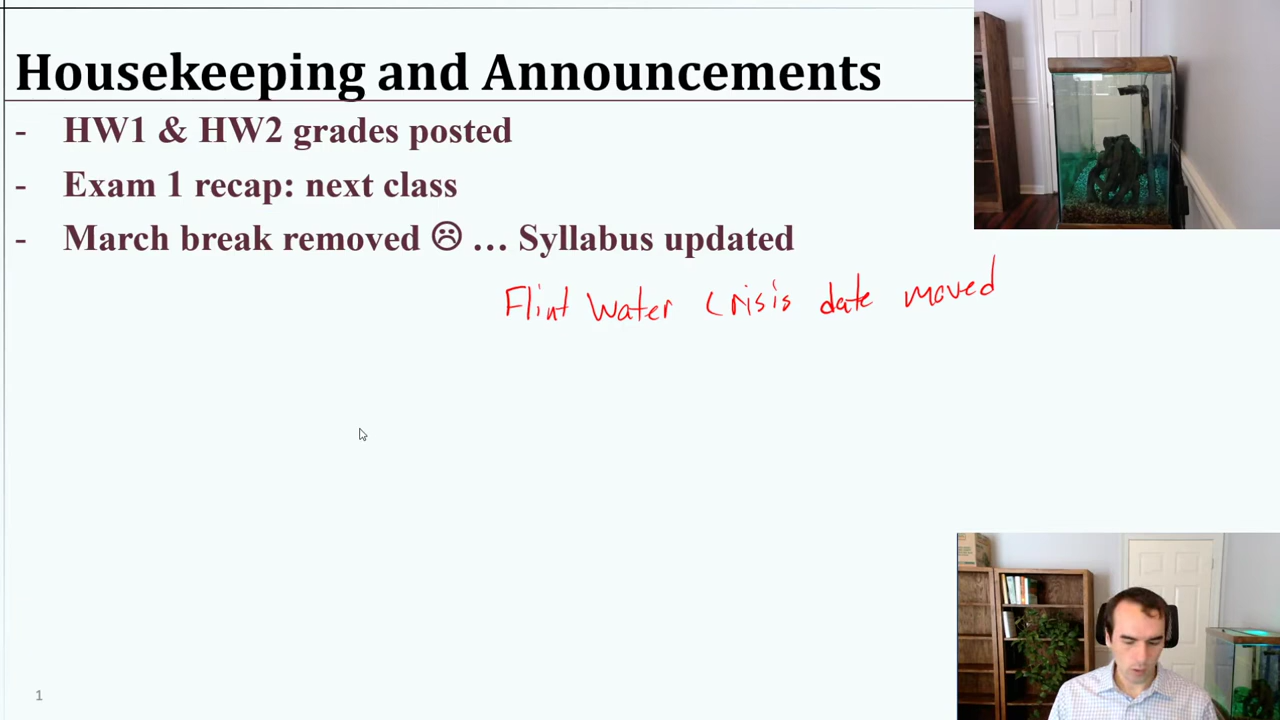 Housekeeping and Announcements
- HW1 & HW2 grades posted
- Exam 1 recap: next class
- March break removed ☹ … Syllabus updated
Flint Water Crisis date moved
1